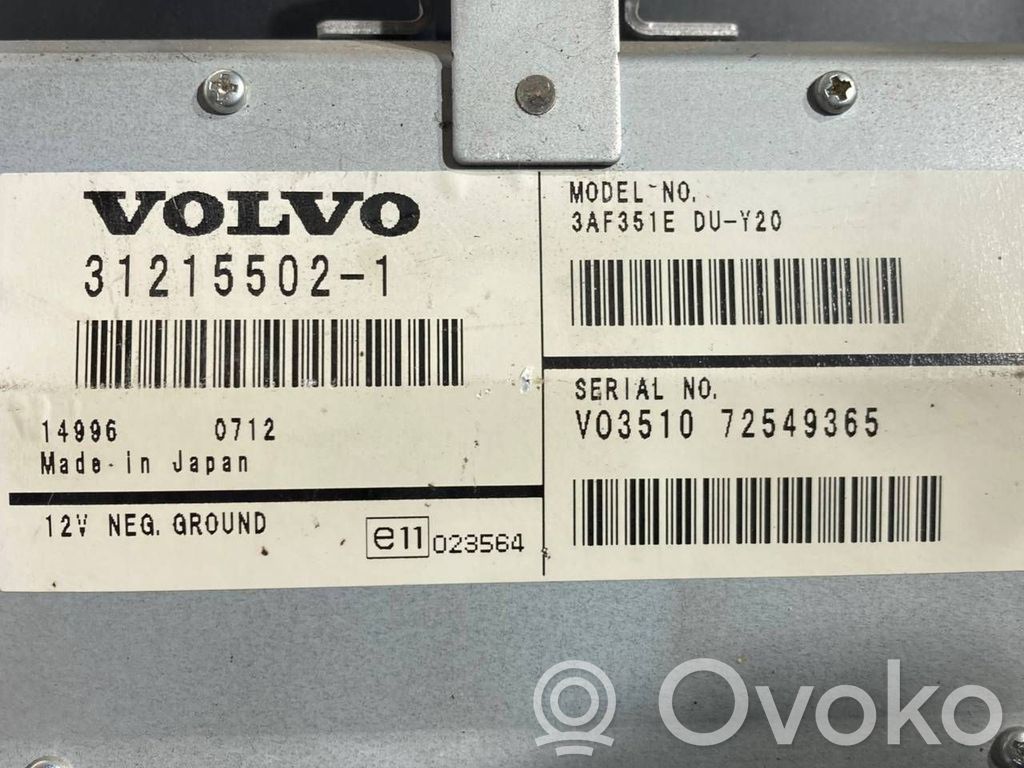 VOLVO
31215502-1
14996 0712
Made in Japan
12V NEG. GROUND
e11 023564
MODEL NO.
3AF351E DU-Y20
SERIAL NO.
V03510 72549365
Ovoko